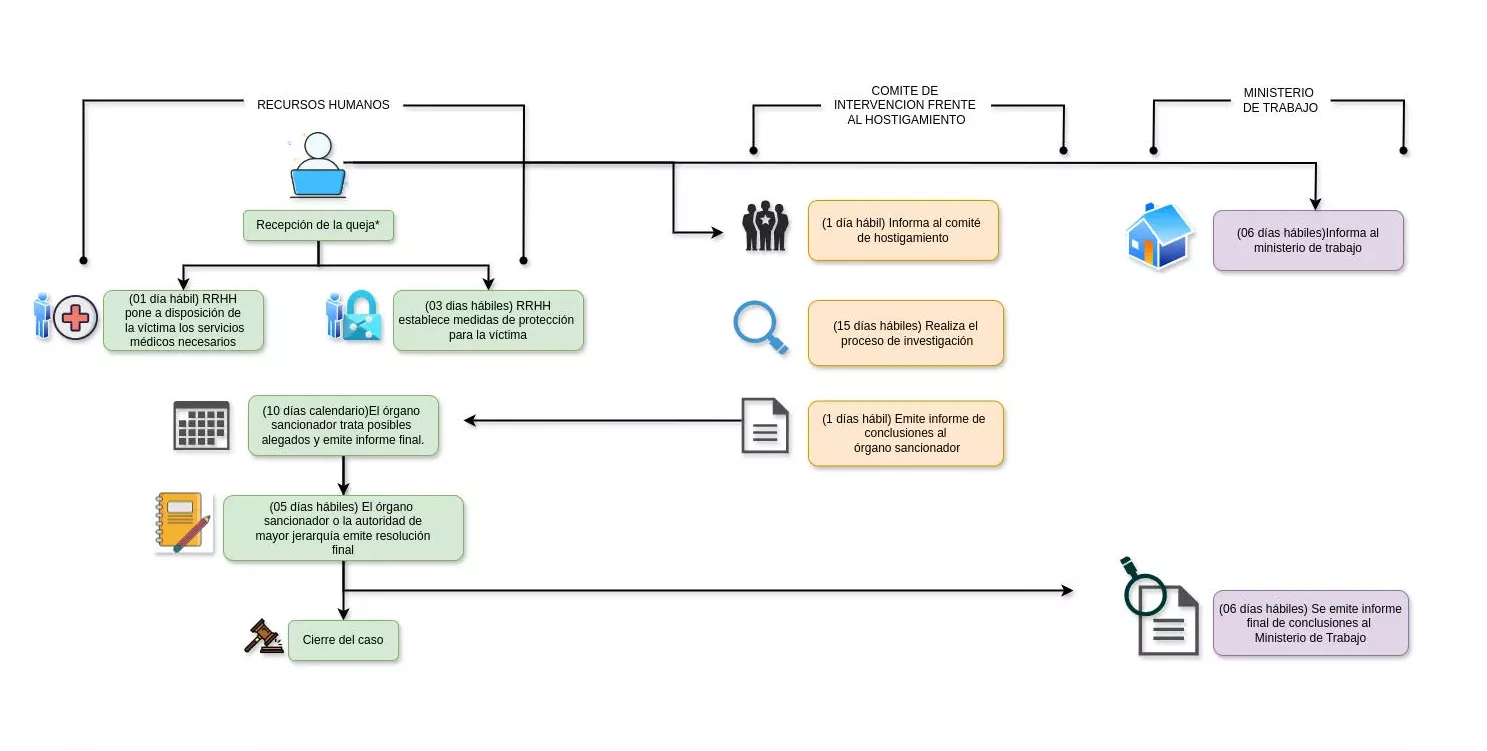 RECURSOS HUMANOS
COMITE DE
INTERVENCION FRENTE
AL HOSTIGAMIENTO
MINISTERIO
DE TRABAJO
Recepción de la queja*
(1 día hábil) Informa al comité
de hostigamiento
(06 días hábiles)Informa al
ministerio de trabajo
(01 día hábil) RRHH
pone a disposición de
la víctima los servicios
médicos necesarios
(03 dias hábiles) RRHH
establece medidas de protección
para la víctima
(15 días hábiles) Realiza el
proceso de investigación
(10 días calendario)El órgano
sancionador trata posibles
alegados y emite informe final.
(1 días hábil) Emite informe de
conclusiones al
órgano sancionador
(05 días hábiles) El órgano
sancionador o la autoridad de
mayor jerarquía emite resolución
final
(06 días hábiles) Se emite informe
final de conclusiones al
Ministerio de Trabajo
Cierre del caso